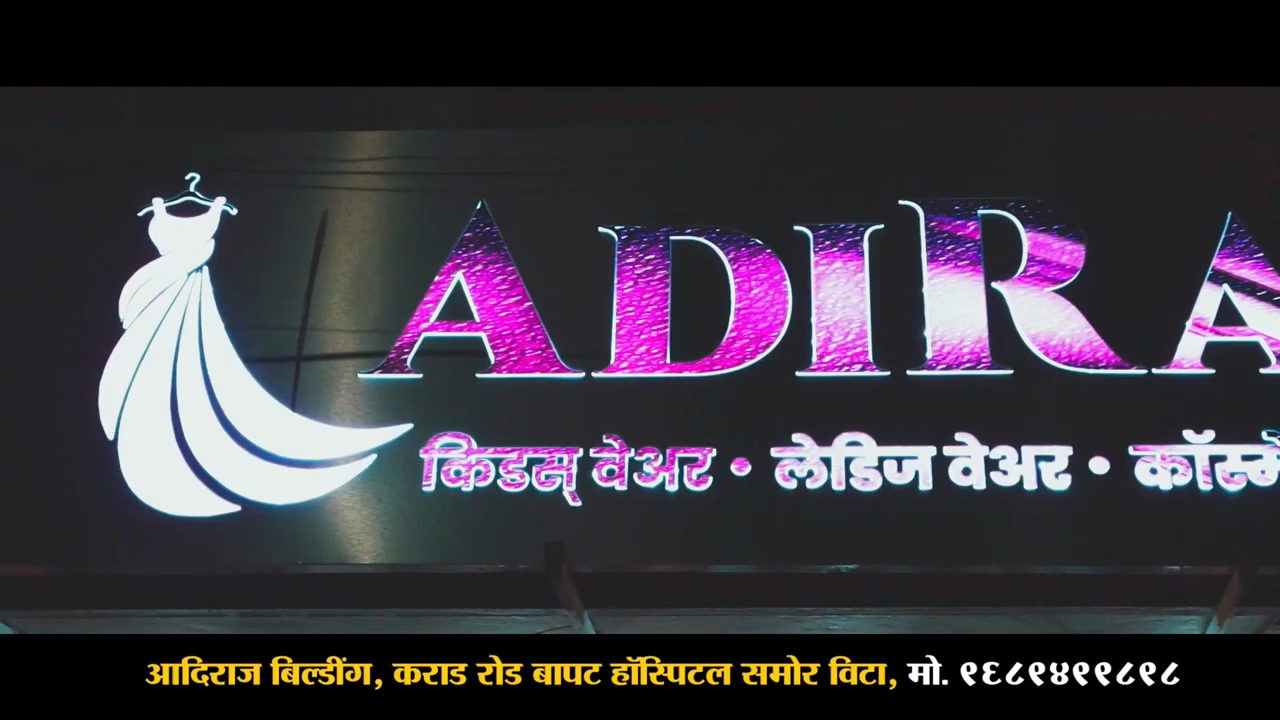 ADIRA
किडस् वेअर • लेडिज वेअर • कॉस्मे
आदिराज बिल्डींग, कराड रोड बापट हॉस्पिटल समोर विटा, मो. ९६८९४९९८९८